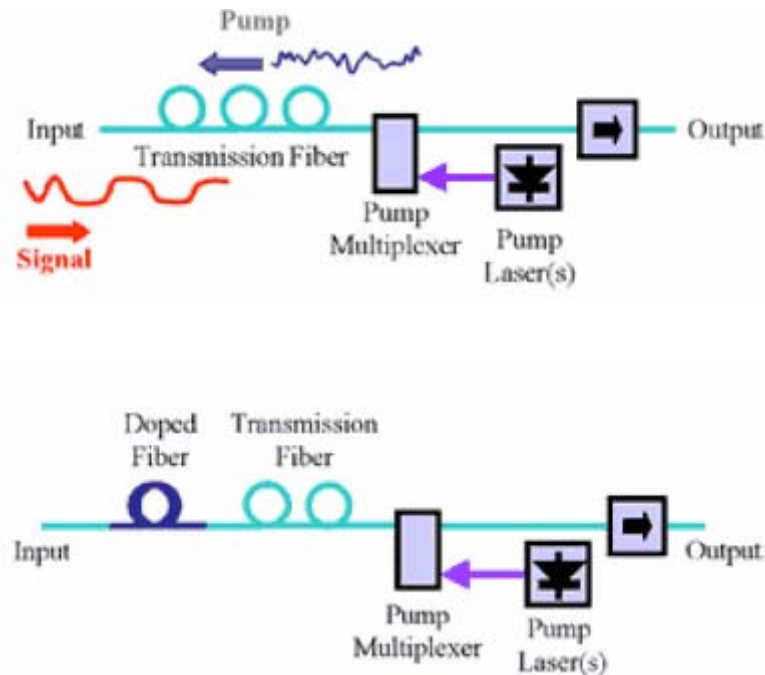 Pump
Input
Output
Transmission Fiber
Pump
Multiplexer
Pump
Laser(s)
Signal
Doped
Fiber
Transmission
Fiber
Input
Output
Pump
Multiplexer
Pump
Laser(s)